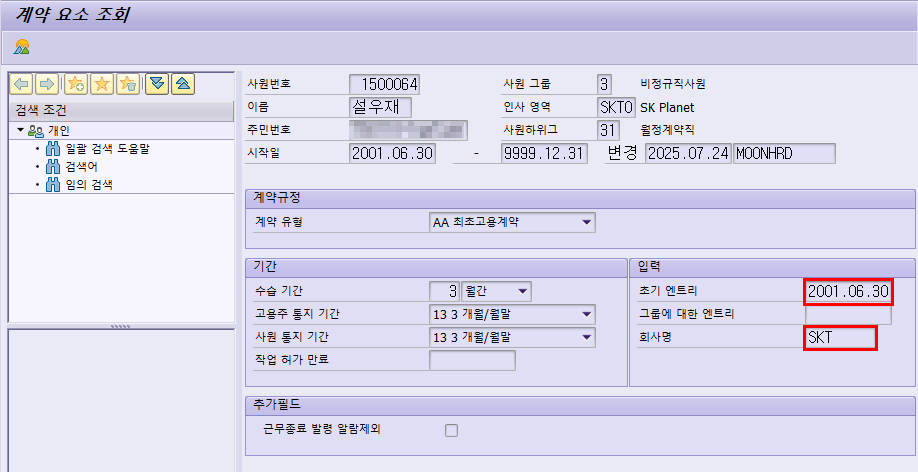 계약 요소 조회
검색 조건
개인
일괄 검색 도움말
검색어
임의 검색
사원번호 1500064 사원 그룹 3 비정규직사원
이름 설우재 인사 영역 SKT0 SK Planet
주민번호 사원하위그 31 월정계약직
시작일 2001.06.30 - 9999.12.31 변경 2025.07.24 MOONHRD
계약규정
계약 유형 AA 최초고용계약
기간
수습 기간 3 월간
고용주 통지 기간 13 3 개월/월말
사원 통지 기간 13 3 개월/월말
작업 허가 만료
입력
초기 엔트리 2001.06.30
그룹에 대한 엔트리
회사명 SKT
추가필드
근무종료 발령 알람제외